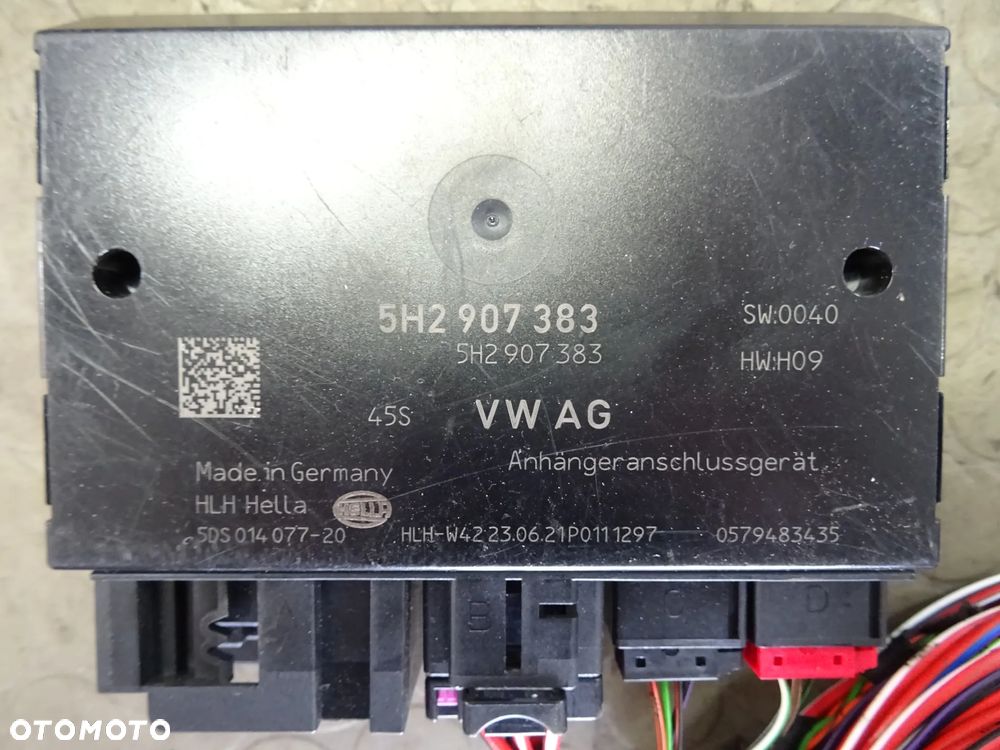 5H2 907 383
5H2 907 383
SW:0040
HW:H09
45S VW AG
Made in Germany
Anhängeranschlussgerät
HLH Hella
HELLA
5DS 014 077-20 HLH-W42 23.06.21P0111297 0579483435
A B C D
OTOMOTO